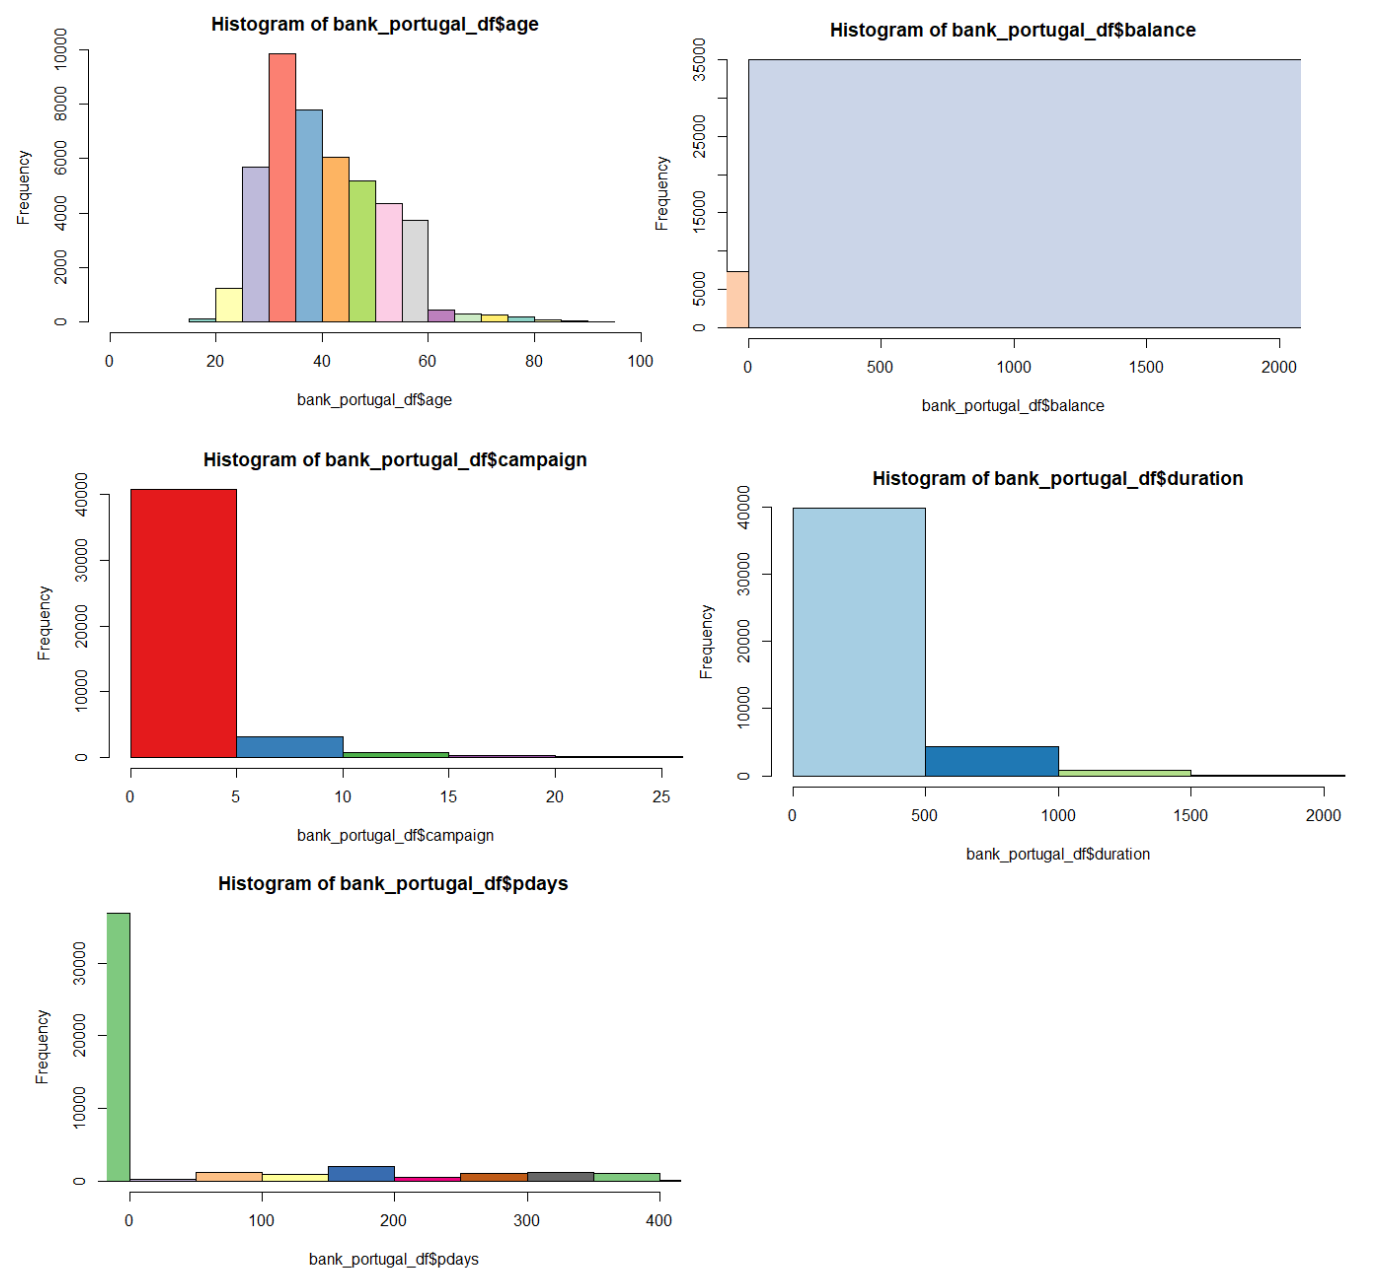 Histogram of bank_portugal_df$age
Frequency
0
2000
4000
6000
8000
10000
0 20 40 60 80 100
bank_portugal_df$age
Histogram of bank_portugal_df$balance
Frequency
0
5000
15000
25000
35000
0 500 1000 1500 2000
bank_portugal_df$balance
Histogram of bank_portugal_df$campaign
Frequency
0
10000
20000
30000
40000
0 5 10 15 20 25
bank_portugal_df$campaign
Histogram of bank_portugal_df$duration
Frequency
0
10000
20000
30000
40000
0 500 1000 1500 2000
bank_portugal_df$duration
Histogram of bank_portugal_df$pdays
Frequency
0
10000
20000
30000
0 100 200 300 400
bank_portugal_df$pdays